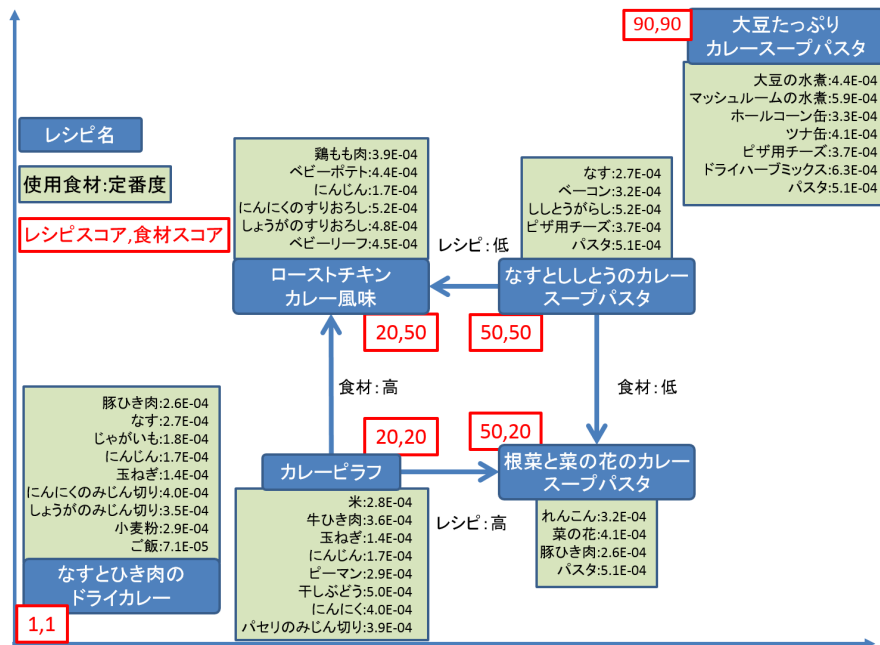 90,90
大豆たっぷり
カレースープパスタ
大豆の水煮:4.4E-04
マッシュルームの水煮:5.9E-04
ホールコーン缶:3.3E-04
ツナ缶:4.1E-04
ピザ用チーズ:3.7E-04
ドライハーブミックス:6.3E-04
パスタ:5.1E-04
レシピ名
使用食材:定番度
レシピスコア,食材スコア
鶏もも肉:3.9E-04
ベビーポテト:4.4E-04
にんじん:1.7E-04
にんにくのすりおろし:5.2E-04
しょうがのすりおろし:4.8E-04
ベビーリーフ:4.5E-04
ローストチキン
カレー風味
20,50
レシピ:低
なす:2.7E-04
ベーコン:3.2E-04
ししとうがらし:5.2E-04
ピザ用チーズ:3.7E-04
パスタ:5.1E-04
なすとししとうのカレー
スープパスタ
50,50
食材:高
食材:低
豚ひき肉:2.6E-04
なす:2.7E-04
じゃがいも:1.8E-04
にんじん:1.7E-04
玉ねぎ:1.4E-04
にんにくのみじん切り:4.0E-04
しょうがのみじん切り:3.5E-04
小麦粉:2.9E-04
ご飯:7.1E-05
なすとひき肉の
ドライカレー
1,1
20,20
カレーピラフ
米:2.8E-04
牛ひき肉:3.6E-04
玉ねぎ:1.4E-04
にんじん:1.7E-04
ピーマン:2.9E-04
干しぶどう:5.0E-04
にんにく:4.0E-04
パセリのみじん切り:3.9E-04
レシピ:高
50,20
根菜と菜の花のカレー
スープパスタ
れんこん:3.2E-04
菜の花:4.1E-04
豚ひき肉:2.6E-04
パスタ:5.1E-04